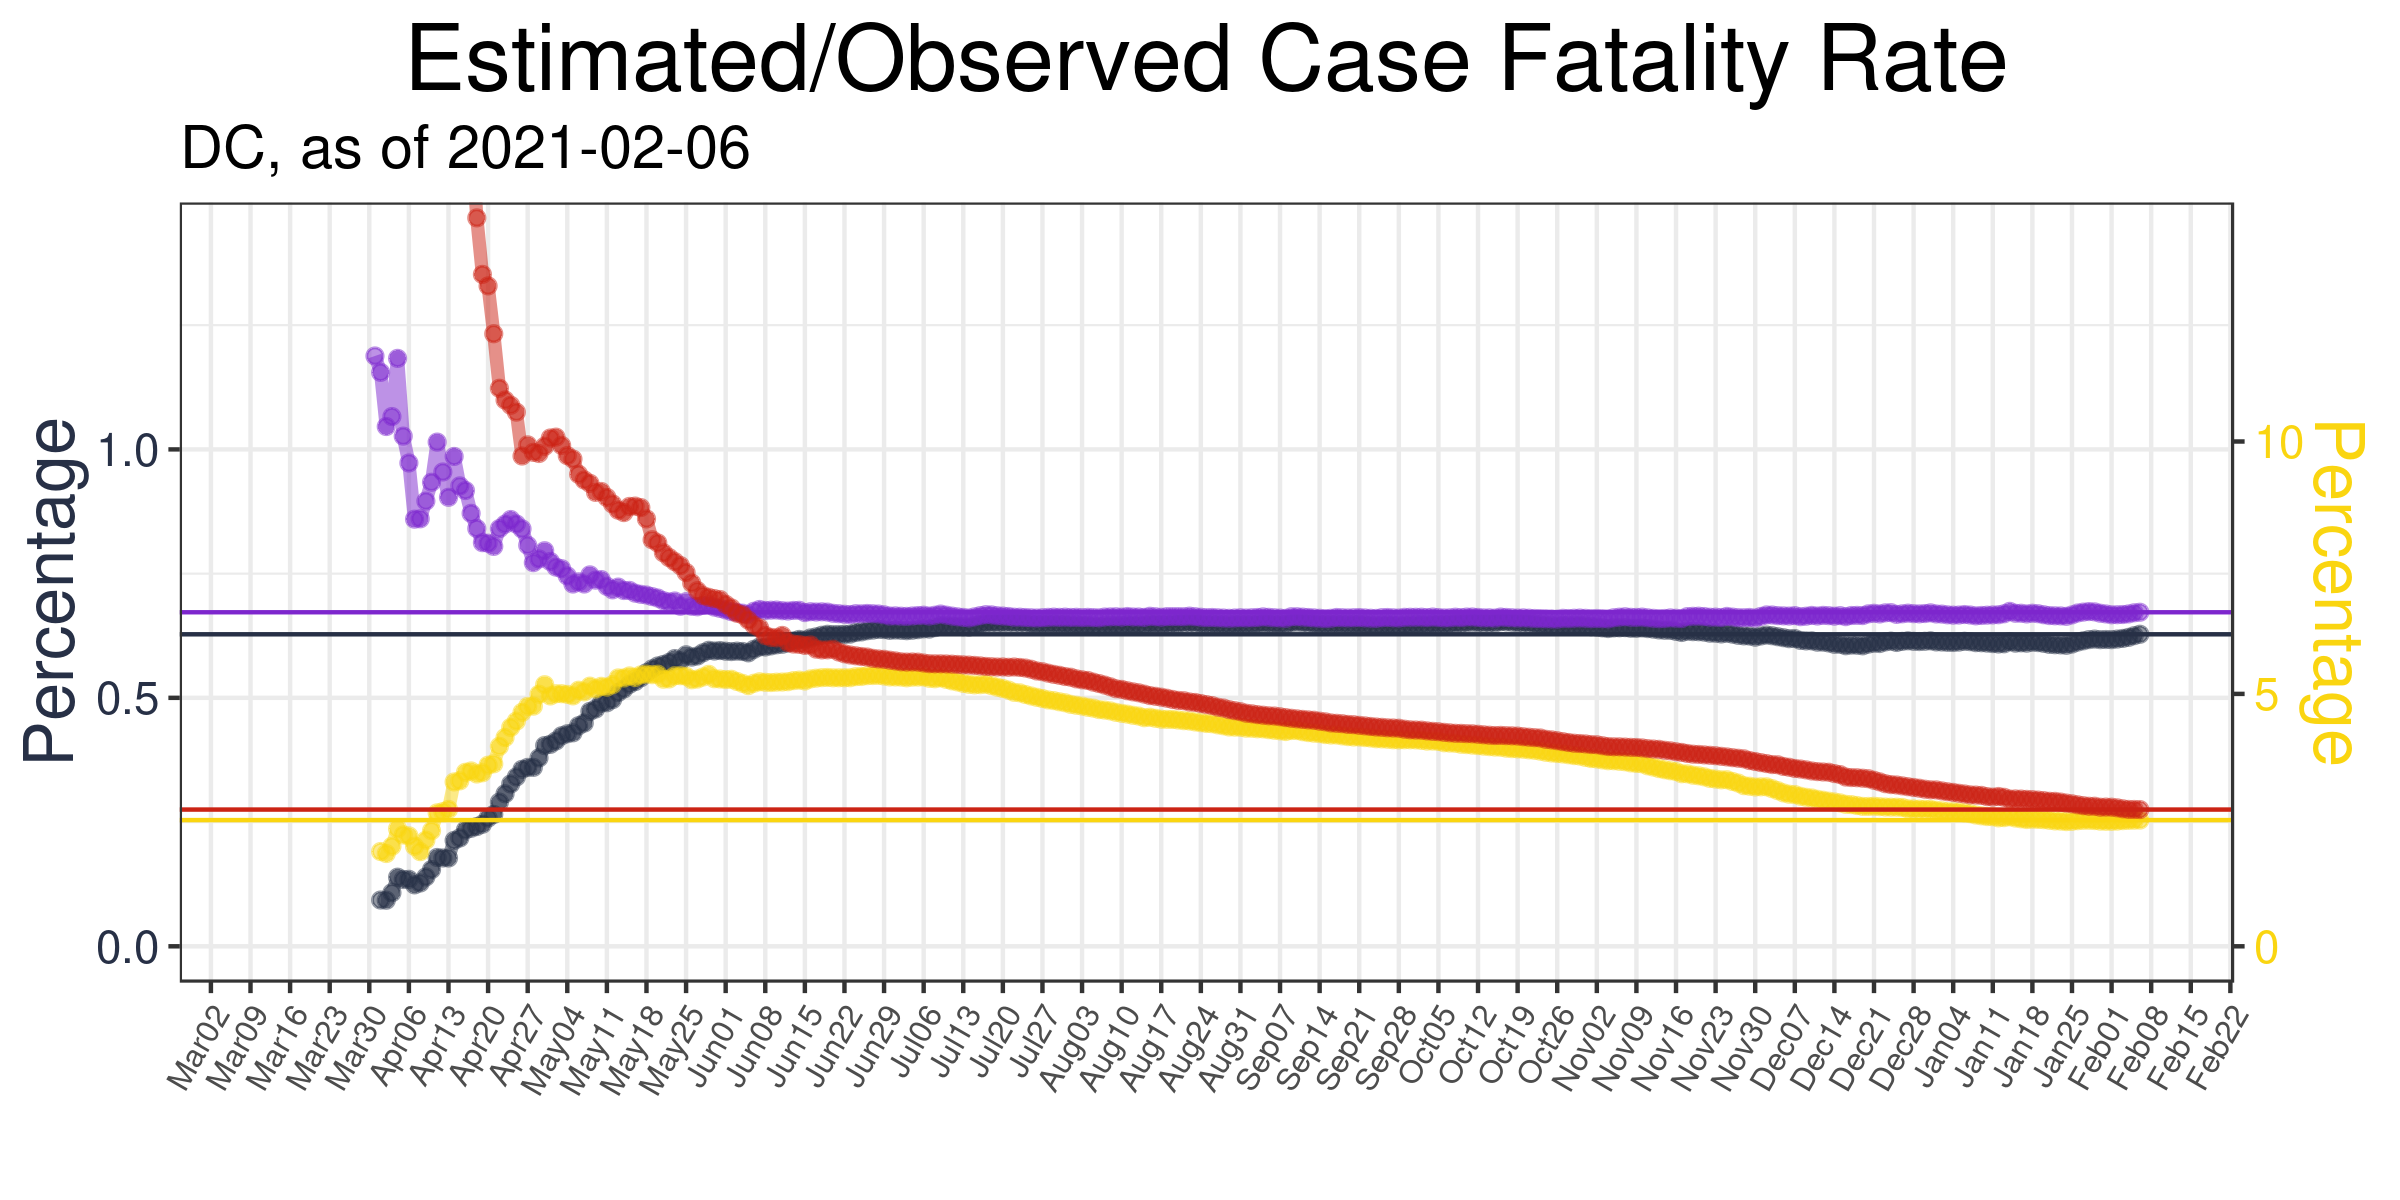 Estimated/Observed Case Fatality Rate
DC, as of 2021-02-06
Percentage
1.0
0.5
0.0
10
5
0
Percentage
Mar02
Mar09
Mar16
Mar23
Mar30
Apr06
Apr13
Apr20
Apr27
May04
May11
May18
May25
Jun01
Jun08
Jun15
Jun22
Jun29
Jul06
Jul13
Jul20
Jul27
Aug03
Aug10
Aug17
Aug24
Aug31
Sep07
Sep14
Sep21
Sep28
Oct05
Oct12
Oct19
Oct26
Nov02
Nov09
Nov16
Nov23
Nov30
Dec07
Dec14
Dec21
Dec28
Jan04
Jan11
Jan18
Jan25
Feb01
Feb08
Feb15
Feb22